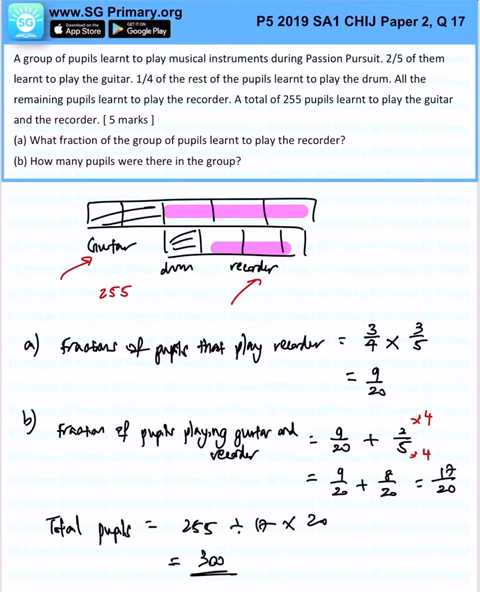 www.SG Primary.org
P5 2019 SA1 CHIJ Paper 2, Q 17
SG
Download on the App Store
GET IT ON Google Play
A group of pupils learnt to play musical instruments during Passion Pursuit. 2/5 of them
learnt to play the guitar. 1/4 of the rest of the pupils learnt to play the drum. All the
remaining pupils learnt to play the recorder. A total of 255 pupils learnt to play the guitar
and the recorder. [ 5 marks ]
(a) What fraction of the group of pupils learnt to play the recorder?
(b) How many pupils were there in the group?
Guitar
drum recorder
255
a) Fractions of pupils that play recorder = 3/4 × 3/5
= 9/20
b) Fraction of pupils playing guitar and recorder = 9/20 + 2/5 ×4 ×4
= 9/20 + 8/20 = 17/20
Total pupils = 255 ÷ 17 × 20
= 300